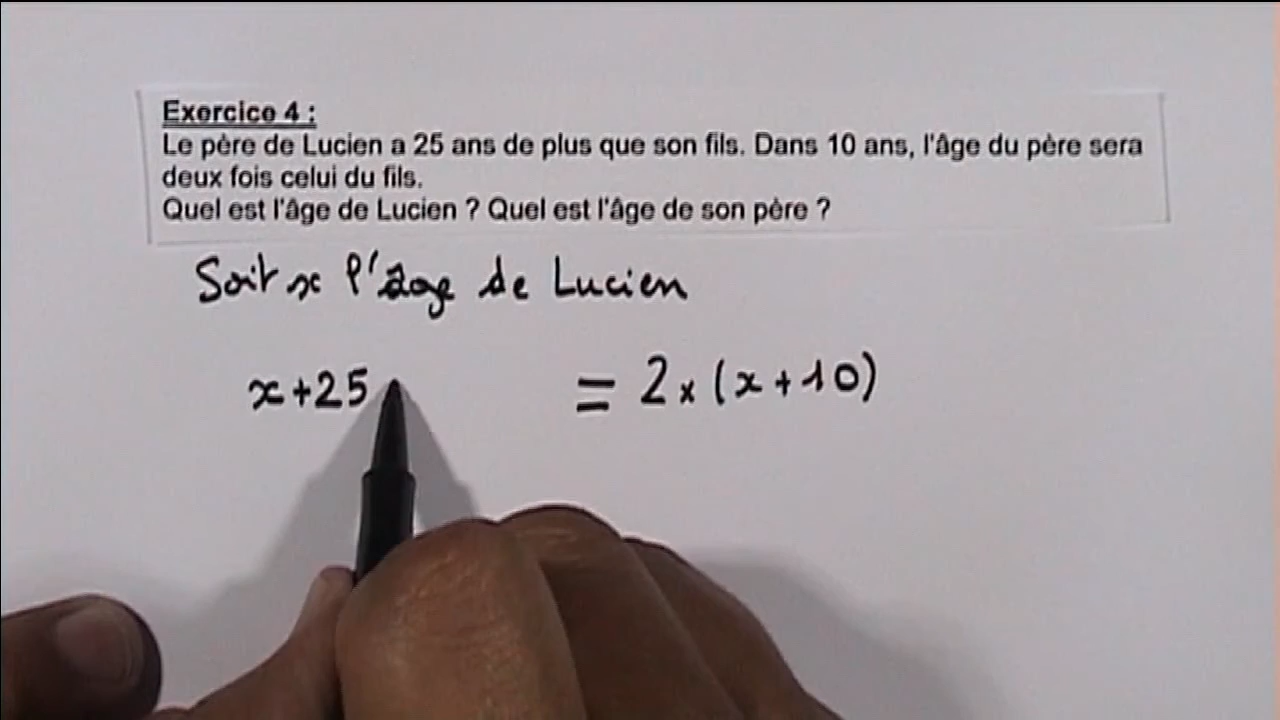 Exercice 4 :
Le père de Lucien a 25 ans de plus que son fils. Dans 10 ans, l'âge du père sera
deux fois celui du fils.
Quel est l'âge de Lucien ? Quel est l'âge de son père ?
Soit x l'âge de Lucien
x+25 = 2 x (x+10)